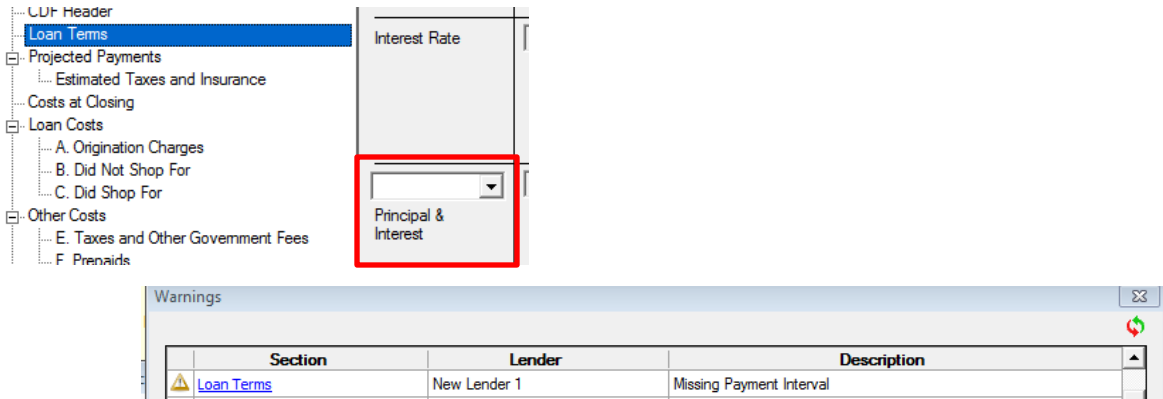 CDF Header
Loan Terms
Projected Payments
Estimated Taxes and Insurance
Costs at Closing
Loan Costs
A. Origination Charges
B. Did Not Shop For
C. Did Shop For
Other Costs
E. Taxes and Other Government Fees
F. Prepaids
Interest Rate
Principal &
Interest
Warnings
Section Lender Description
Loan Terms New Lender 1 Missing Payment Interval